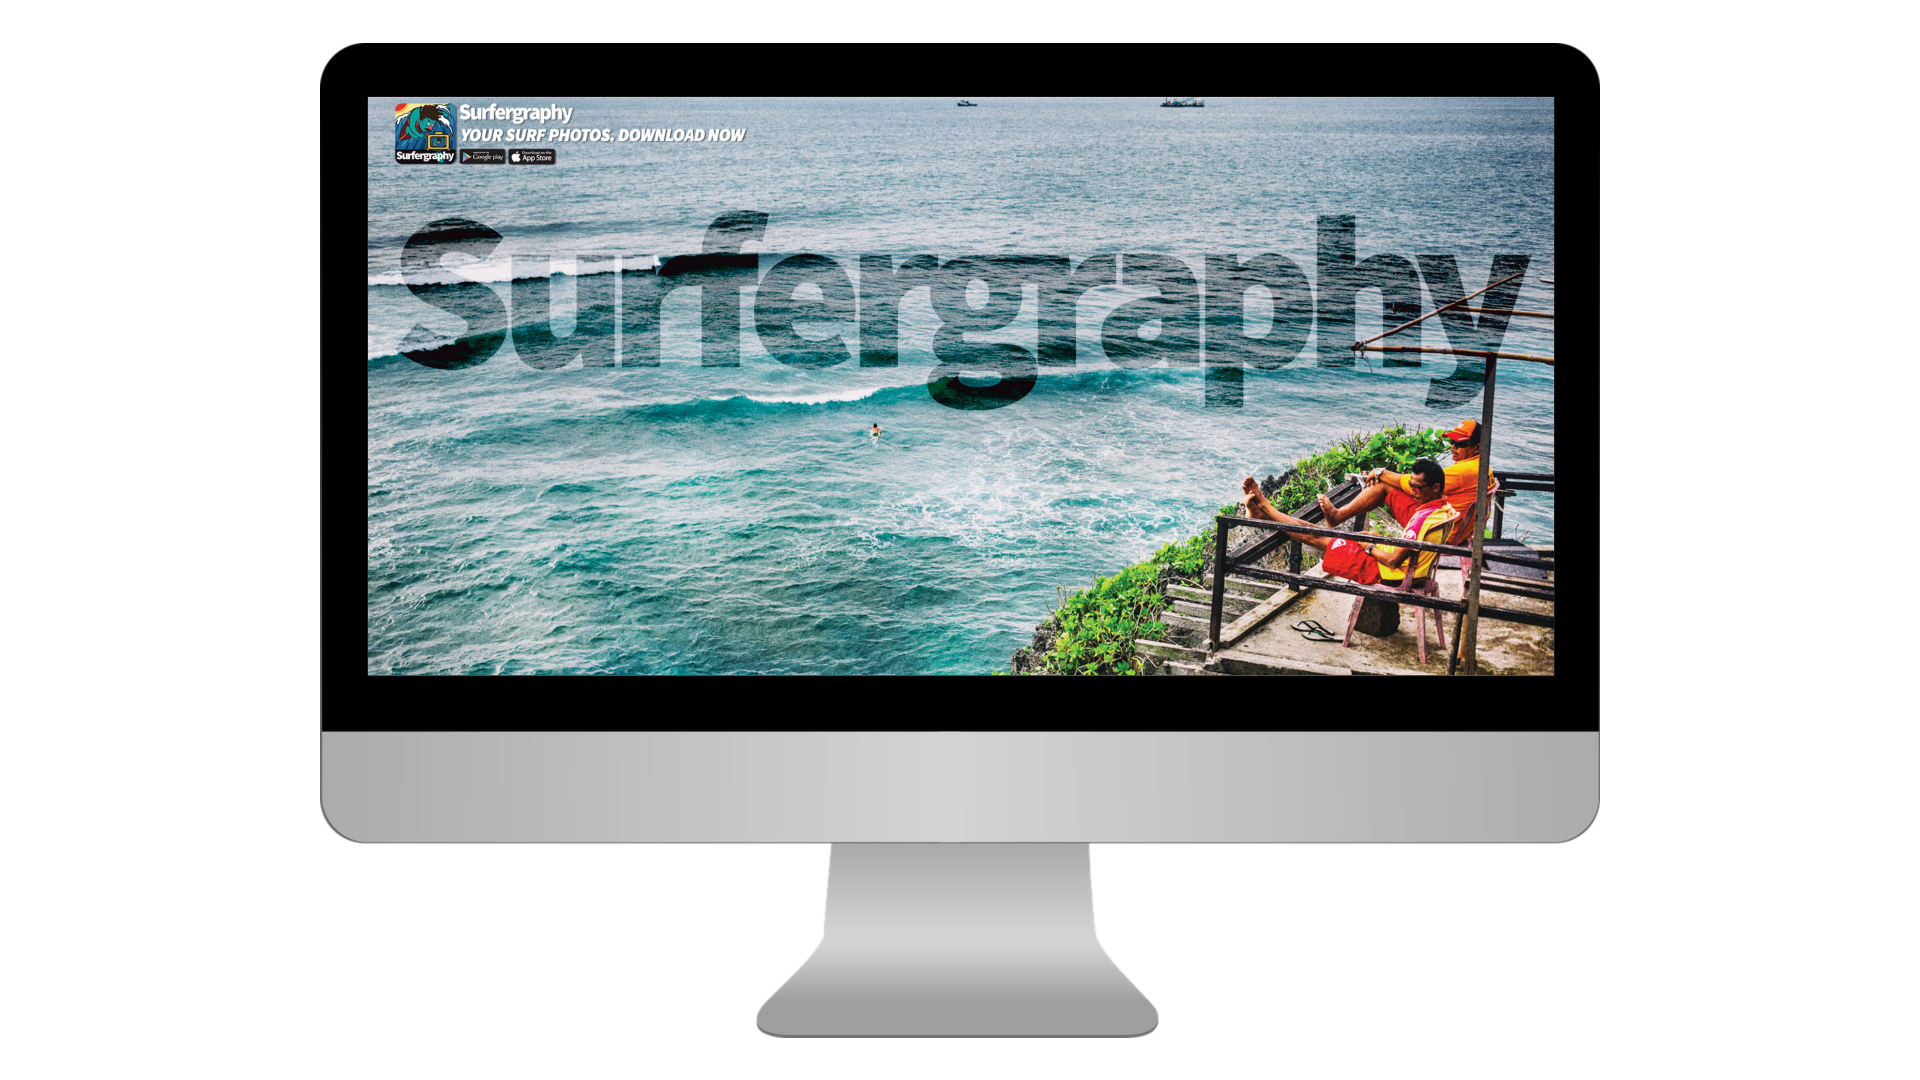 Surfergraphy
YOUR SURF PHOTOS. DOWNLOAD NOW
Surfergraphy
Google play
Download on the
App Store
Surfergraphy